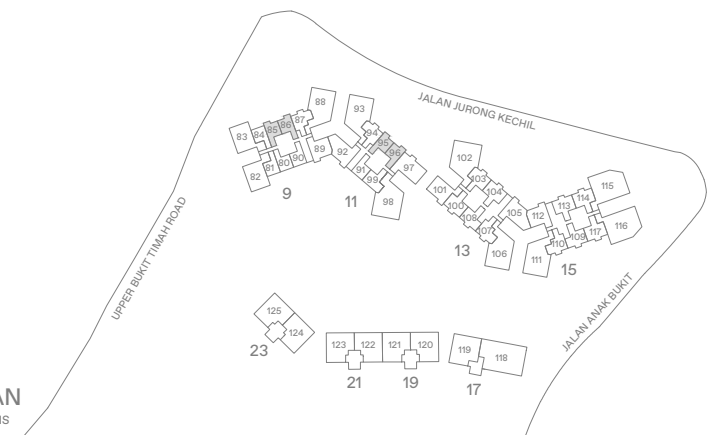 JALAN JURONG KECHIL
UPPER BUKIT TIMAH ROAD
JALAN ANAK BUKIT
83 84 85 86 87 88
82 81 80 90 89
9
93 94 95 96 97
92 91 99 98
11
102 103 104 105
101 100 108 107 106
13
112 113 114 115
111 110 109 117 116
15
125
124
23
123 122 121 120
21 19
119 118
17
AN
NS